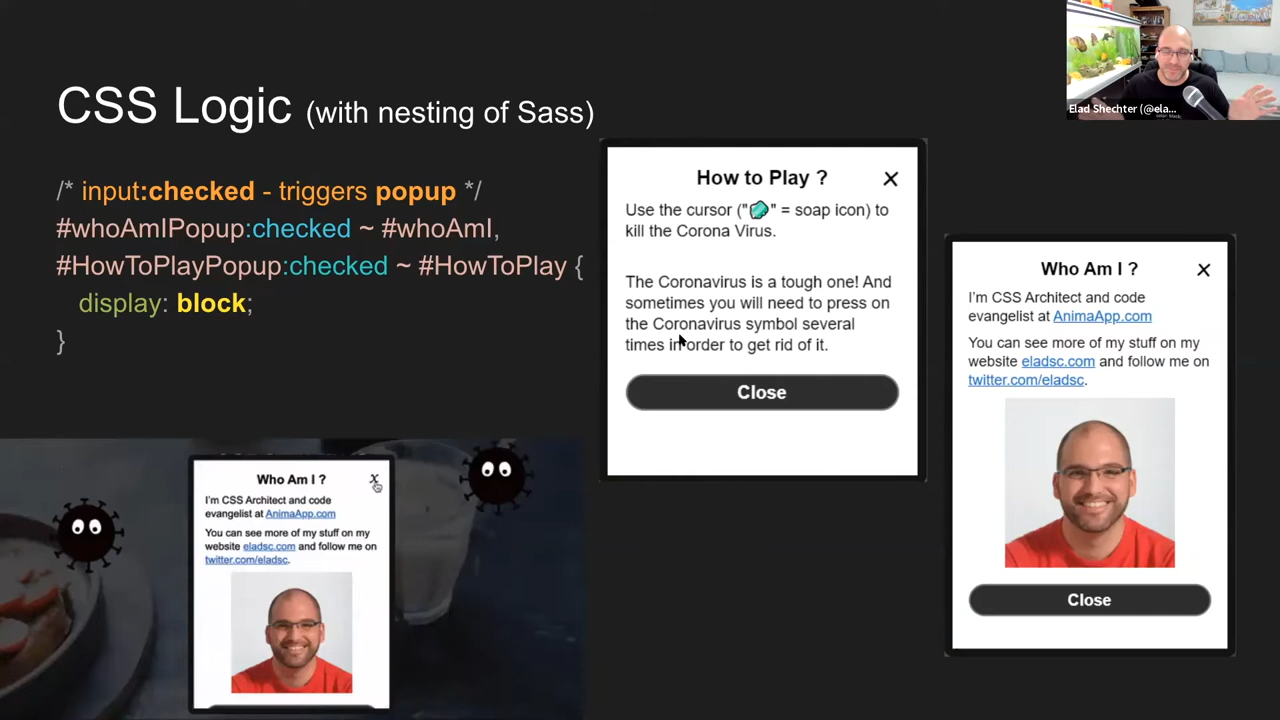 CSS Logic (with nesting of Sass)
/* input:checked - triggers popup */
#whoAmIPopup:checked ~ #whoAmI,
#HowToPlayPopup:checked ~ #HowToPlay {
display: block;
}
Elad Shechter (@ela...
How to Play ?
Use the cursor (" " = soap icon) to
kill the Corona Virus.
The Coronavirus is a tough one! And
sometimes you will need to press on
the Coronavirus symbol several
times in order to get rid of it.
Close
Who Am I ?
I'm CSS Architect and code
evangelist at AnimaApp.com
You can see more of my stuff on my
website eladsc.com and follow me on
twitter.com/eladsc.
Close
Who Am I ?
I'm CSS Architect and code
evangelist at AnimaApp.com
You can see more of my stuff on my
website eladsc.com and follow me on
twitter.com/eladsc.